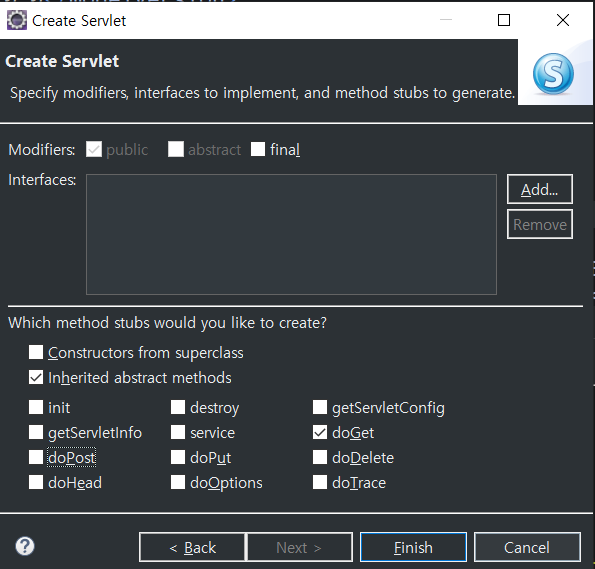 Create Servlet
Create Servlet
Specify modifiers, interfaces to implement, and method stubs to generate.
S
Modifiers: public abstract final
Interfaces:
Add...
Remove
Which method stubs would you like to create?
Constructors from superclass
Inherited abstract methods
init destroy getServletConfig
getServletInfo service doGet
doPost doPut doDelete
doHead doOptions doTrace
? < Back Next > Finish Cancel